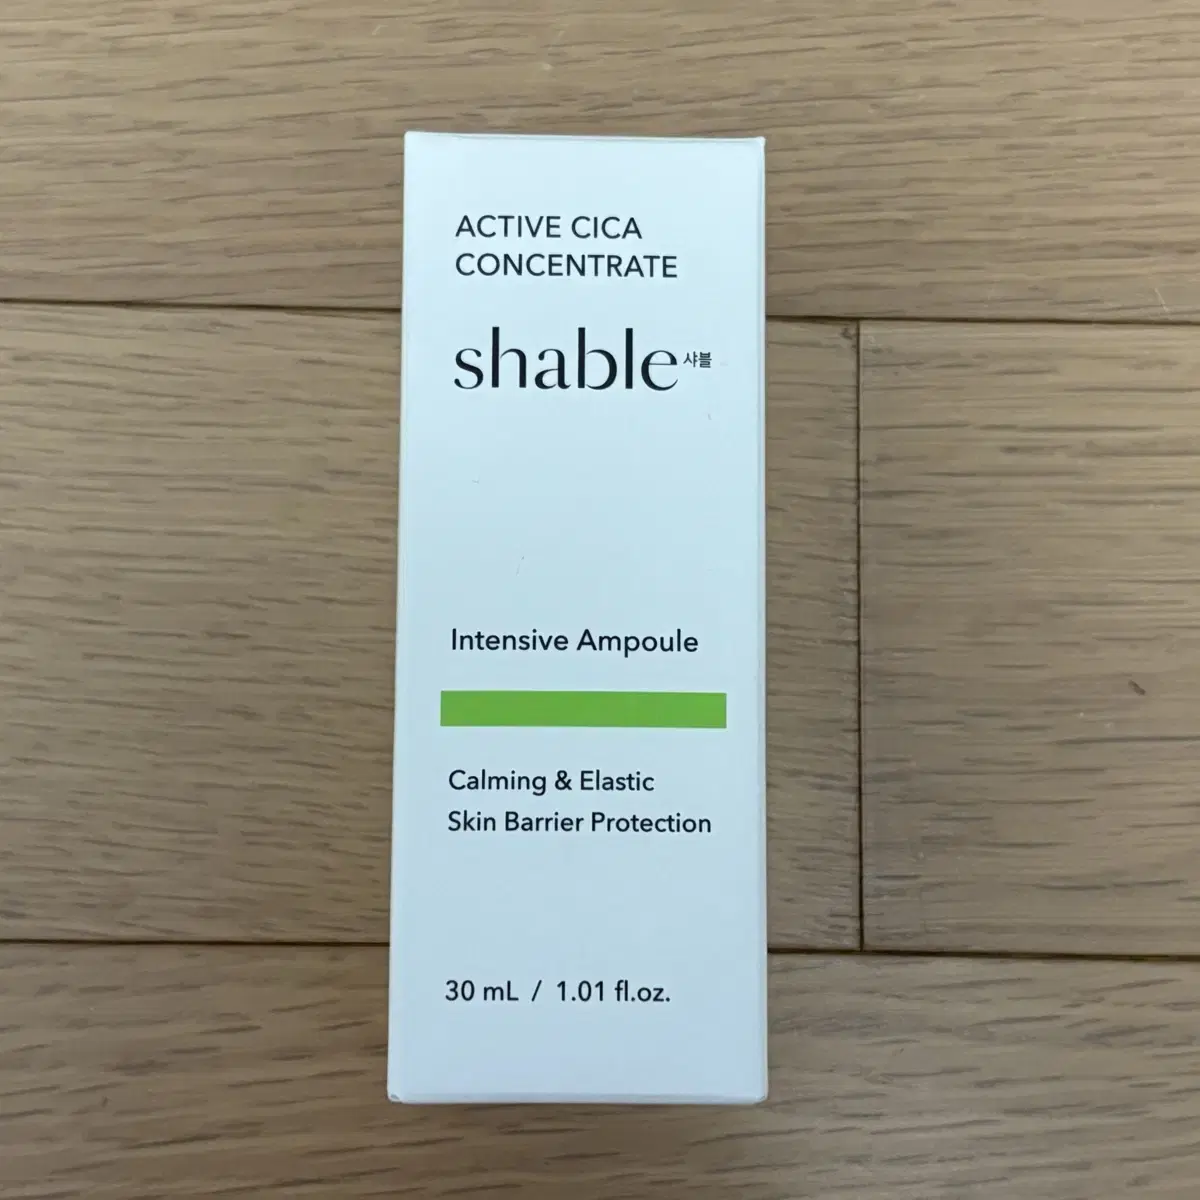 ACTIVE CICA
CONCENTRATE
shable 샤블
Intensive Ampoule
Calming & Elastic
Skin Barrier Protection
30 mL / 1.01 fl.oz.